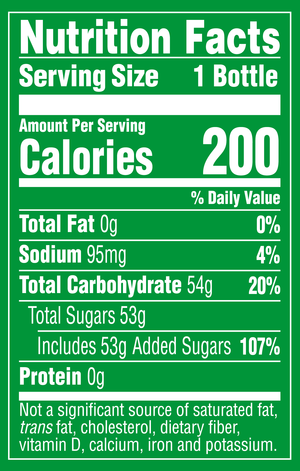 Nutrition Facts
Serving Size 1 Bottle
Amount Per Serving
Calories 200
% Daily Value
Total Fat 0g 0%
Sodium 95mg 4%
Total Carbohydrate 54g 20%
Total Sugars 53g
Includes 53g Added Sugars 107%
Protein 0g
Not a significant source of saturated fat,
trans fat, cholesterol, dietary fiber,
vitamin D, calcium, iron and potassium.